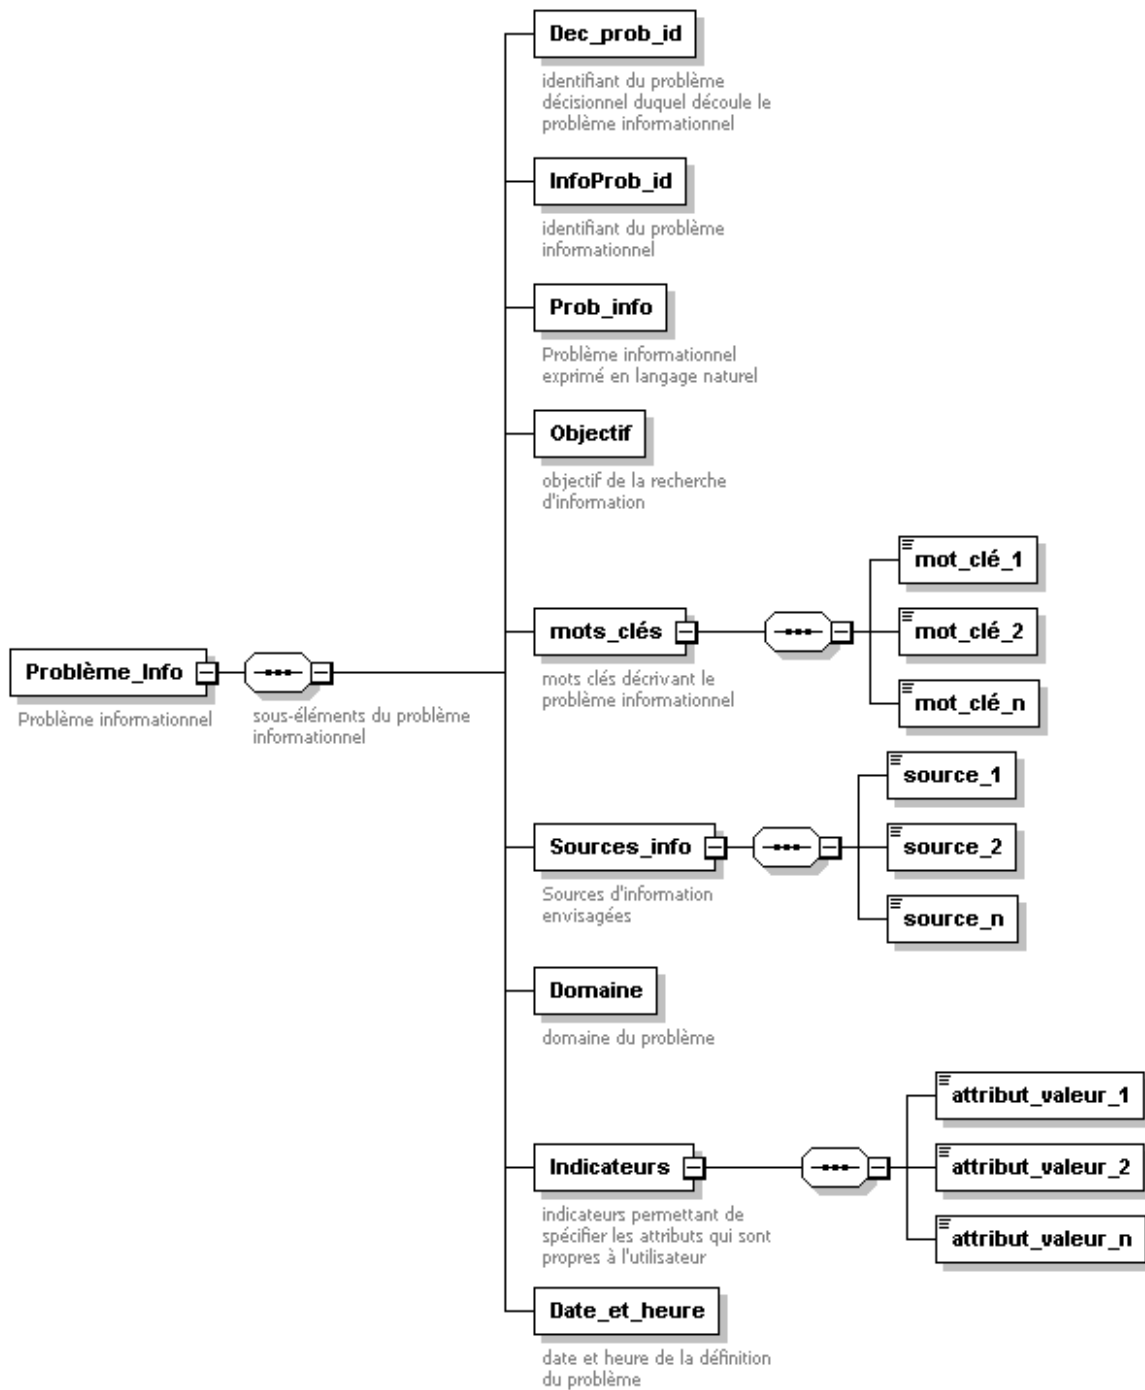 Dec_prob_id
identifiant du problème
décisionnel duquel découle le
problème informationnel
InfoProb_id
identifiant du problème
informationnel
Prob_info
Problème informationnel
exprimé en langage naturel
Objectif
objectif de la recherche
d'information
mot_clé_1
mots_clés
mot_clé_2
mots clés décrivant le
problème informationnel
mot_clé_n
Problème_Info
Problème informationnel
sous-éléments du problème
informationnel
source_1
Sources_info
source_2
Sources d'information
envisagées
source_n
Domaine
domaine du problème
attribut_valeur_1
Indicateurs
attribut_valeur_2
indicateurs permettant de
spécifier les attributs qui sont
propres à l'utilisateur
attribut_valeur_n
Date_et_heure
date et heure de la définition
du problème